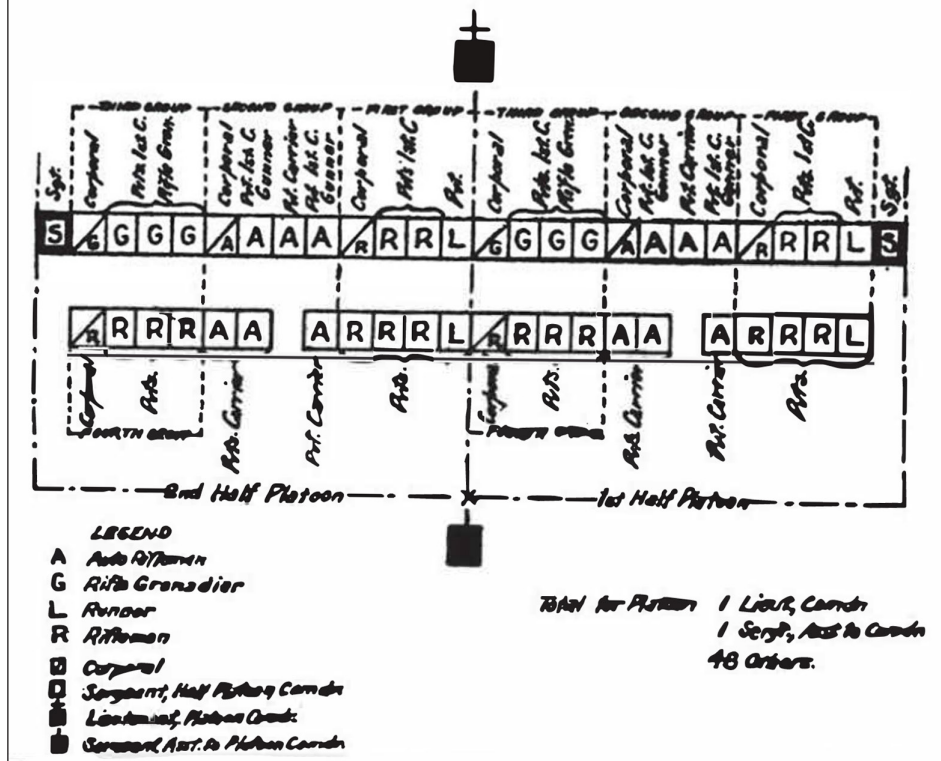 THIRD GROUP SECOND GROUP FIRST GROUP THIRD GROUP SECOND GROUP FIRST GROUP
Sgt. Corporal Pvts. 1st. C. Rifle Gren. Corporal Pvt. 1st C. Gunner Pvt. Carrier Pvt. 1st. C. Gunner Corporal Pvts. 1st. C. Pvt. Corporal Pvts. 1st. C. Rifle Gren. Corporal Pvt. 1st C. Gunner Pvt. Carrier Pvt. 1st. C. Gunner Corporal Pvts. 1st C. Pvt. Sgt.
S G G G G A A A A R R R L G G G G A A A A R R R L S
R R R R A A A R R R L R R R R A A A R R R L
Corporal Pvts. Pvts. Carrier Pvt. Carrier Pvts. Corporal Pvts. Pvts. Carrier Pvt. Carrier Pvts.
FOURTH GROUP FOURTH GROUP
2nd Half Platoon 1st Half Platoon
LEGEND
A Auto Rifleman
G Rifle Grenadier
L Runner
R Rifleman
Corporal
Sergeant, Half Platoon Comdr
Lieutenant, Platoon Comdr.
Sergeant Asst. to Platoon Comdr
Total for Platoon 1 Lieut, Comdr
1 Sergt., Asst to Comdr
48 Others.